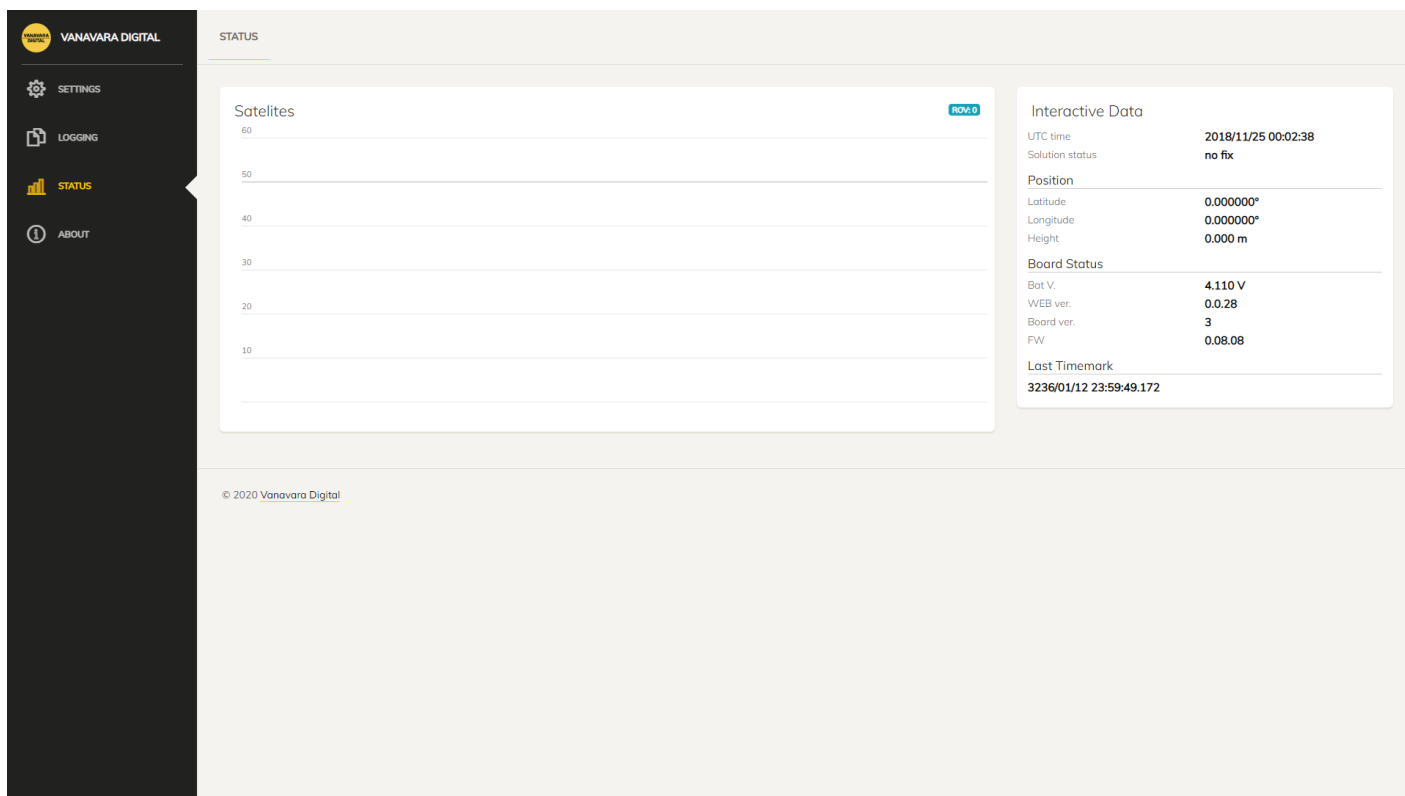 VANAVARA DIGITAL
VANAVARA DIGITAL
SETTINGS
LOGGING
STATUS
ABOUT
STATUS
Satelites
ROV: 0
60
50
40
30
20
10
Interactive Data
UTC time 2018/11/25 00:02:38
Solution status no fix
Position
Latitude 0.000000°
Longitude 0.000000°
Height 0.000 m
Board Status
Bat V. 4.110 V
WEB ver. 0.0.28
Board ver. 3
FW 0.08.08
Last Timemark
3236/01/12 23:59:49.172
© 2020 Vanavara Digital